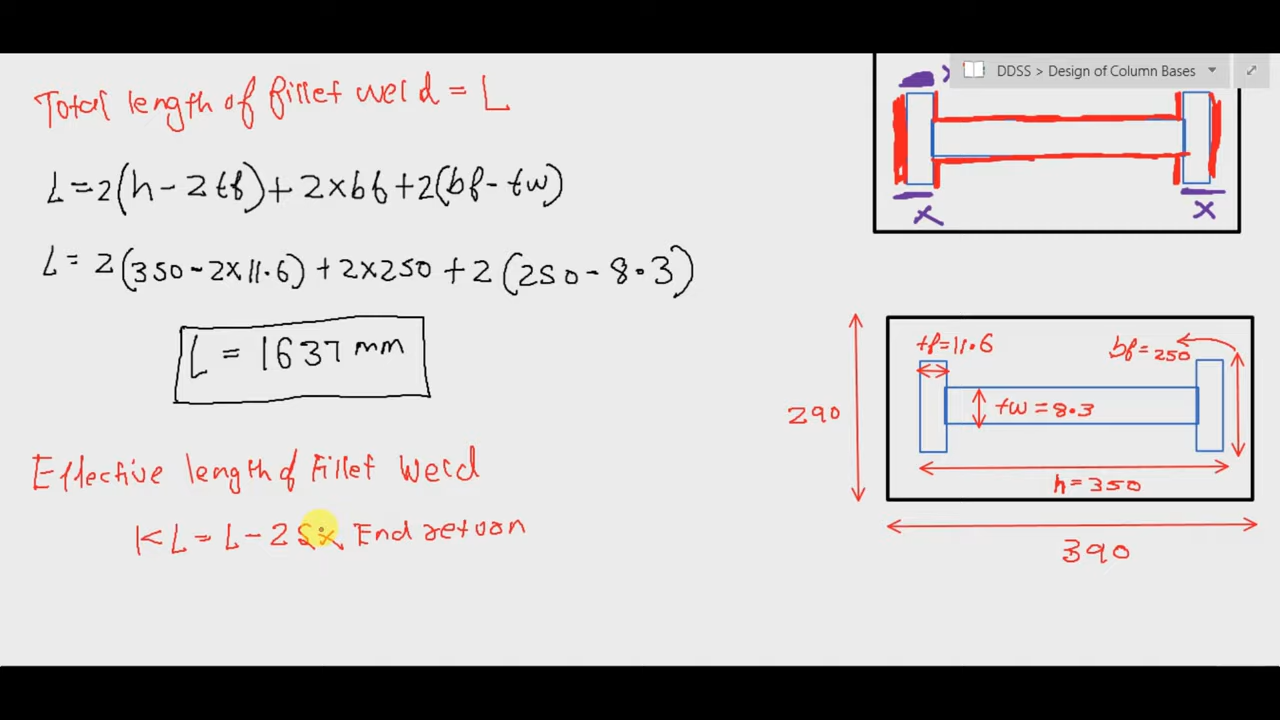 DDSS > Design of Column Bases
Total length of fillet weld = L
L = 2(h - 2tf) + 2×bf + 2(bf - tw)
L = 2(350 - 2×11.6) + 2×250 + 2(250 - 8.3)
L = 1637 mm
Effective length of Fillet Weld
KL = L - 2S× End return
x
x
tf=11.6
bf=250
290
tw=8.3
h=350
390